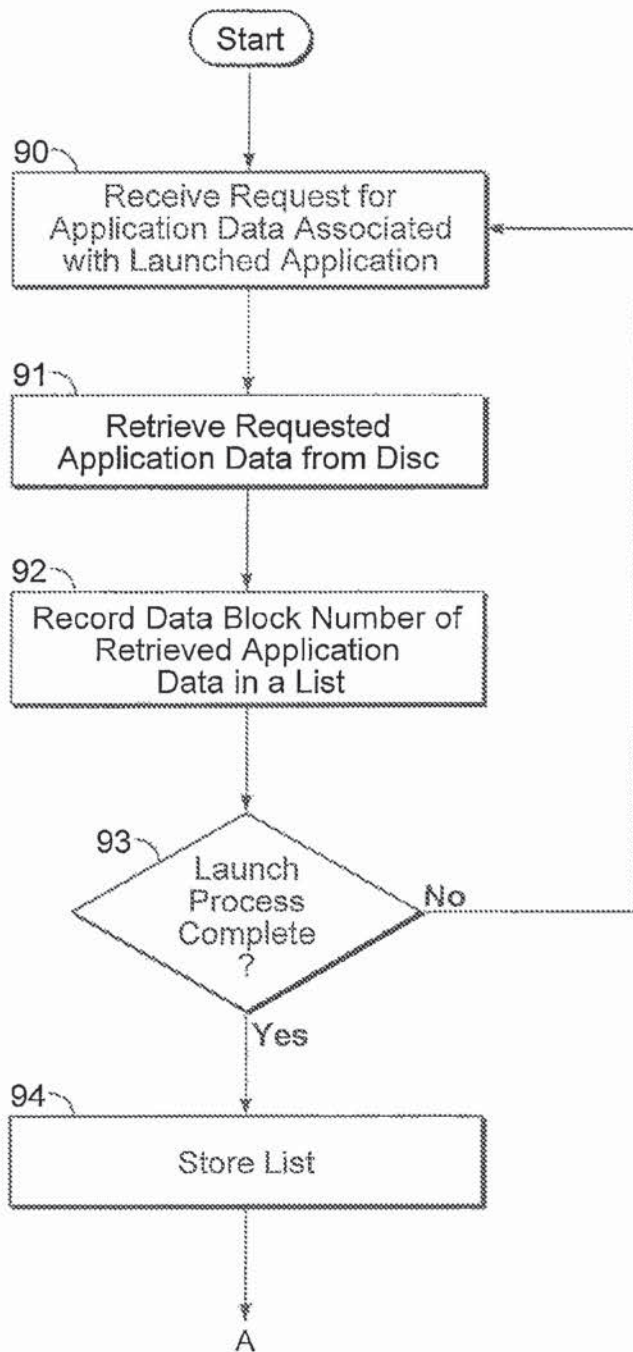 Start
90
Receive Request for
Application Data Associated
with Launched Application
91
Retrieve Requested
Application Data from Disc
92
Record Data Block Number of
Retrieved Application
Data in a List
93
Launch
Process
Complete
?
No
Yes
94
Store List
A